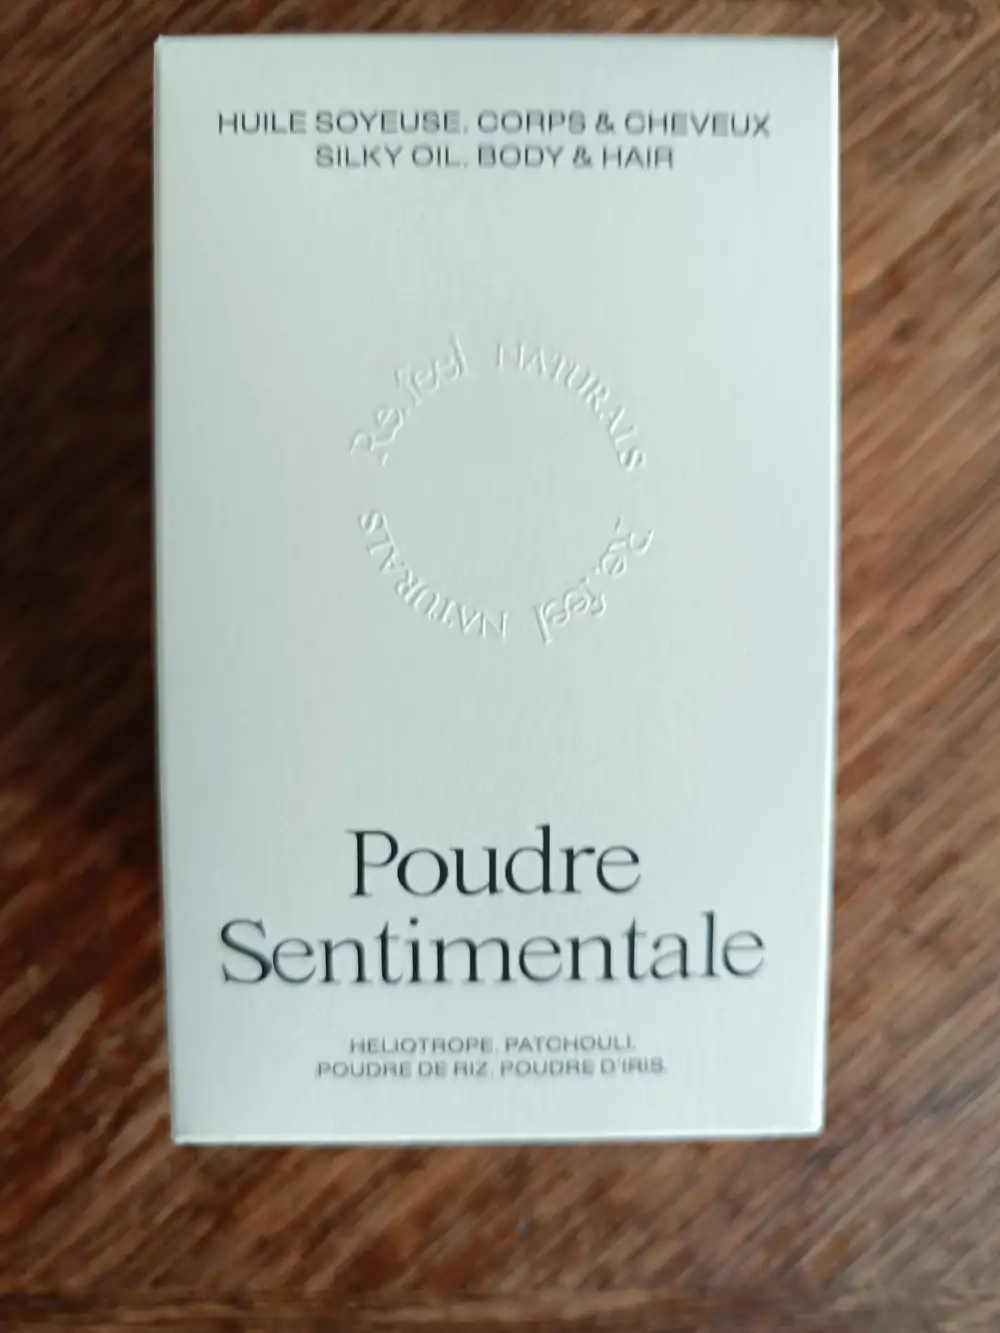 HUILE SOYEUSE. CORPS & CHEVEUX
SILKY OIL. BODY & HAIR
Re.feel NATURALS
Re.feel NATURALS
Poudre
Sentimentale
HELIOTROPE. PATCHOULI.
POUDRE DE RIZ. POUDRE D'IRIS.